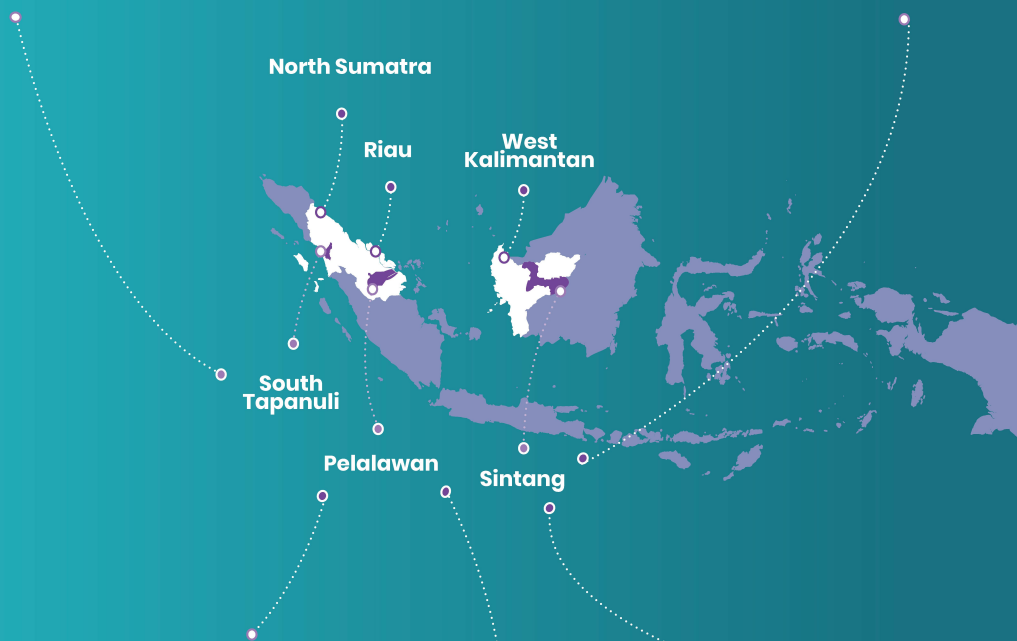 North Sumatra
Riau
West
Kalimantan
South
Tapanuli
Pelalawan
Sintang